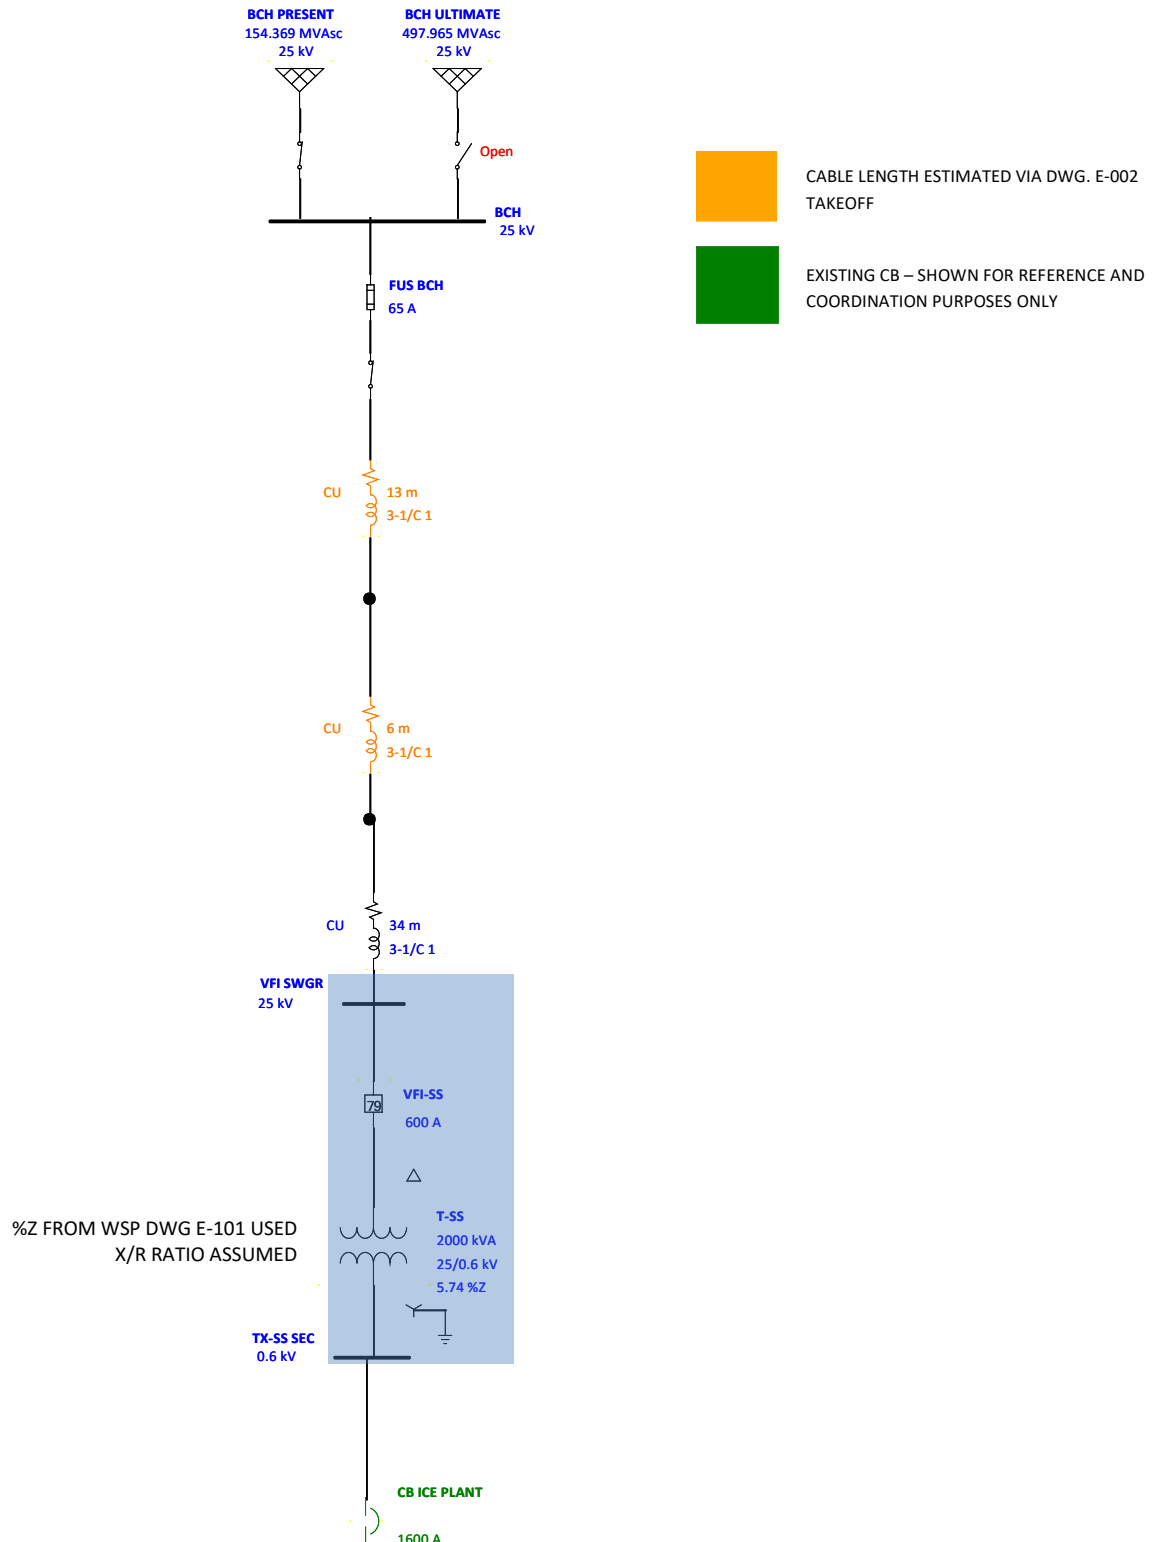 BCH PRESENT
154.369 MVAsc
25 kV
BCH ULTIMATE
497.965 MVAsc
25 kV
Open
BCH
25 kV
CABLE LENGTH ESTIMATED VIA DWG. E-002
TAKEOFF
EXISTING CB – SHOWN FOR REFERENCE AND
COORDINATION PURPOSES ONLY
FUS BCH
65 A
CU
13 m
3-1/C 1
CU
6 m
3-1/C 1
CU
34 m
3-1/C 1
VFI SWGR
25 kV
VFI-SS
79
600 A
%Z FROM WSP DWG E-101 USED
X/R RATIO ASSUMED
T-SS
2000 kVA
25/0.6 kV
5.74 %Z
TX-SS SEC
0.6 kV
CB ICE PLANT
1600 A